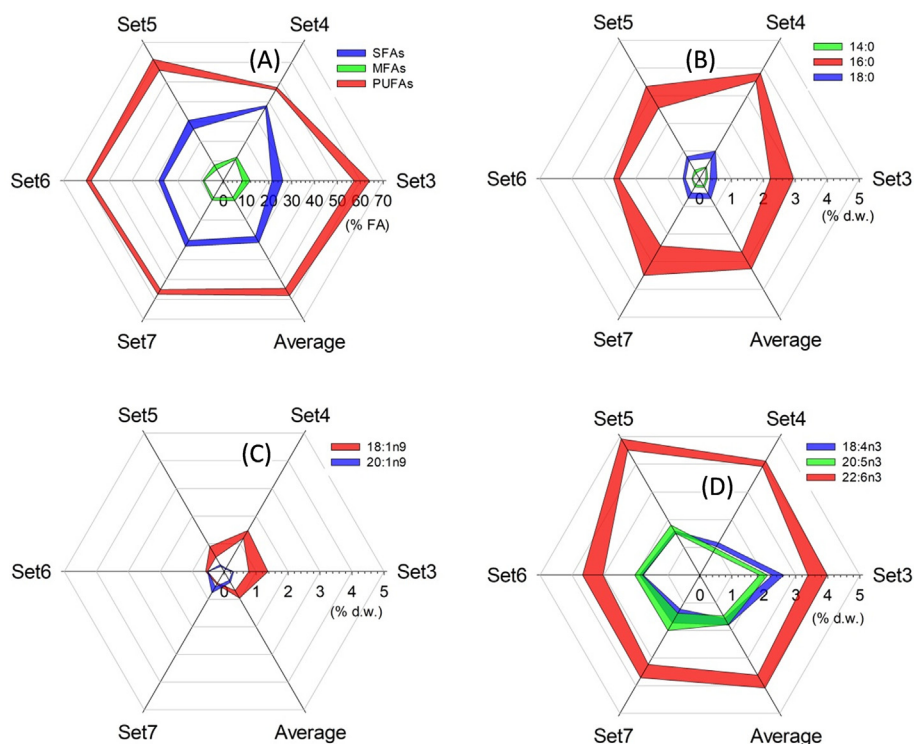 Set5 Set4
(A)
SFAs
MFAs
PUFAs
Set6 Set3
0 10 20 30 40 50 60 70
(% FA)
Set7 Average
Set5 Set4
(B)
14:0
16:0
18:0
Set6 Set3
0 1 2 3 4 5
(% d.w.)
Set7 Average
Set5 Set4
(C)
18:1n9
20:1n9
Set6 Set3
0 1 2 3 4 5
(% d.w.)
Set7 Average
Set5 Set4
(D)
18:4n3
20:5n3
22:6n3
Set6 Set3
0 1 2 3 4 5
(% d.w.)
Set7 Average